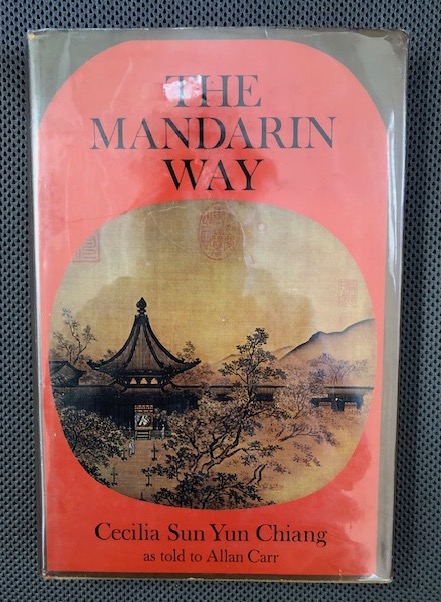 THE
MANDARIN
WAY
Cecilia Sun Yun Chiang
as told to Allan Carr